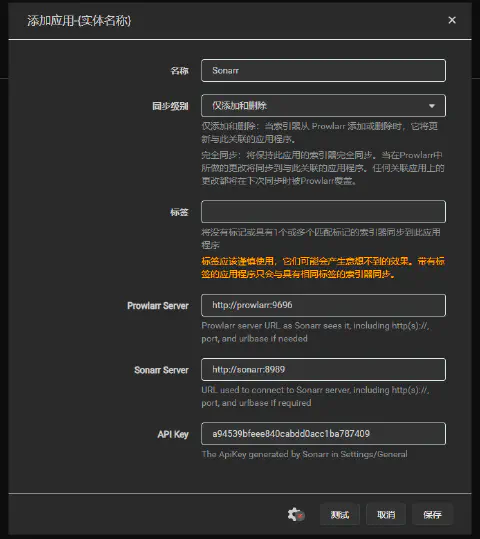 添加应用-{实体名称}
名称
Sonarr
同步级别
仅添加和删除
仅添加和删除：当索引器从 Prowlarr 添加或删除时，它将更
新与此关联的应用程序。
完全同步：将保持此应用的索引器完全同步。当在Prowlarr中
所做的更改将同步到与此关联的应用程序。任何关联应用上的
更改都将在下次同步时被Prowlarr覆盖。
标签
将没有标记或具有1个或多个匹配标记的索引器同步到此应用
程序
标签应该谨慎使用，它们可能会产生意想不到的效果。带有标
签的应用程序只会与具有相同标签的索引器同步。
Prowlarr Server
http://prowlarr:9696
Prowlarr server URL as Sonarr sees it, including http(s)://,
port, and urlbase if needed
Sonarr Server
http://sonarr:8989
URL used to connect to Sonarr server, including http(s)://,
port, and urlbase if required
API Key
a94539bfeee840cabdd0acc1ba787409
The ApiKey generated by Sonarr in Settings/General
测试
取消
保存